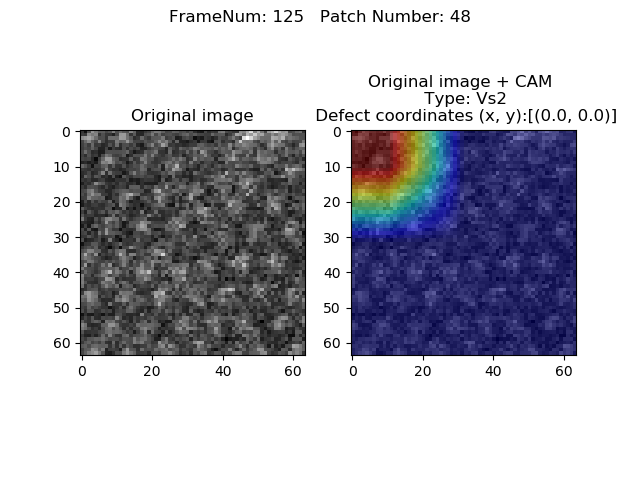 FrameNum: 125   Patch Number: 48
Original image
0
10
20
30
40
50
60
0 20 40 60
Original image + CAM
Type: Vs2
Defect coordinates (x, y):[(0.0, 0.0)]
0
10
20
30
40
50
60
0 20 40 60